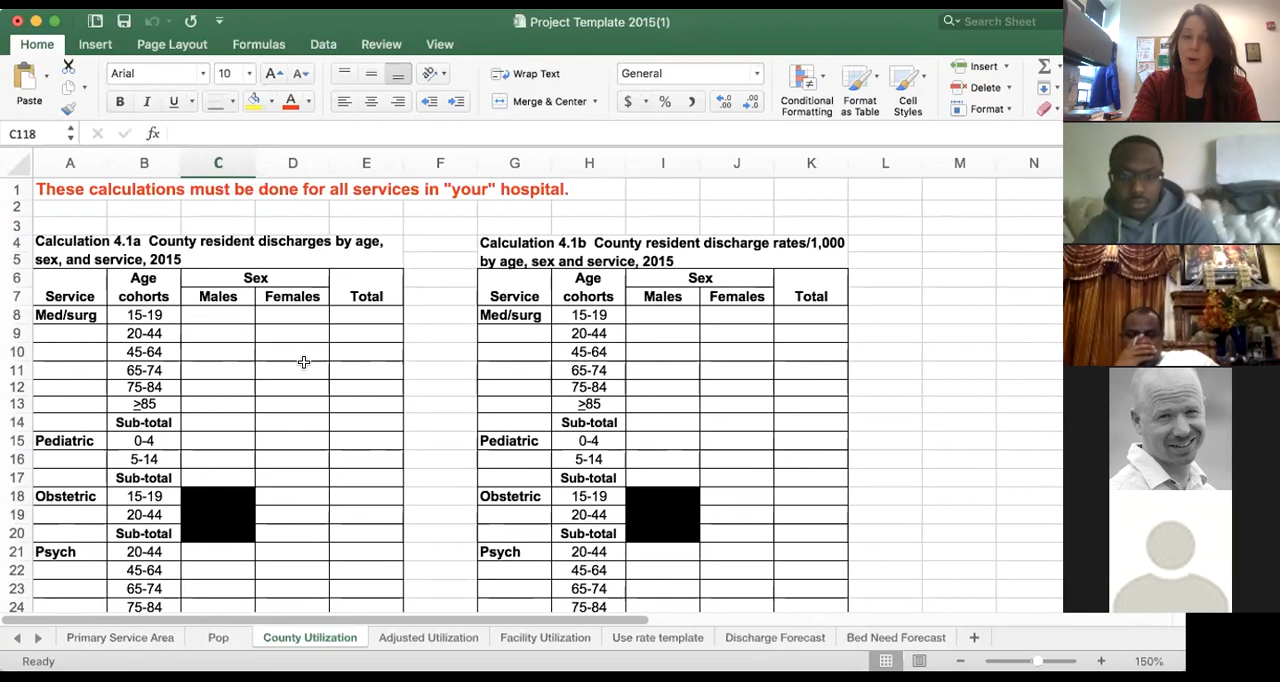 Project Template 2015(1)
Search Sheet
Home Insert Page Layout Formulas Data Review View
Paste
Arial 10 A A
B I U A
Wrap Text
Merge & Center
General
$ % )
Conditional Formatting
Format as Table
Cell Styles
Insert
Delete
Format
C118 fx
A B C D E F G H I J K L M N
1 These calculations must be done for all services in "your" hospital.
2
3
4 Calculation 4.1a County resident discharges by age, Calculation 4.1b County resident discharge rates/1,000
5 sex, and service, 2015 by age, sex and service, 2015
6 Age Sex Age Sex
7 Service cohorts Males Females Total Service cohorts Males Females Total
8 Med/surg 15-19 Med/surg 15-19
9 20-44 20-44
10 45-64 45-64
11 65-74 65-74
12 75-84 75-84
13 >85 >85
14 Sub-total Sub-total
15 Pediatric 0-4 Pediatric 0-4
16 5-14 5-14
17 Sub-total Sub-total
18 Obstetric 15-19 Obstetric 15-19
19 20-44 20-44
20 Sub-total Sub-total
21 Psych 20-44 Psych 20-44
22 45-64 45-64
23 65-74 65-74
24 75-84 75-84
Primary Service Area Pop County Utilization Adjusted Utilization Facility Utilization Use rate template Discharge Forecast Bed Need Forecast +
Ready 150%